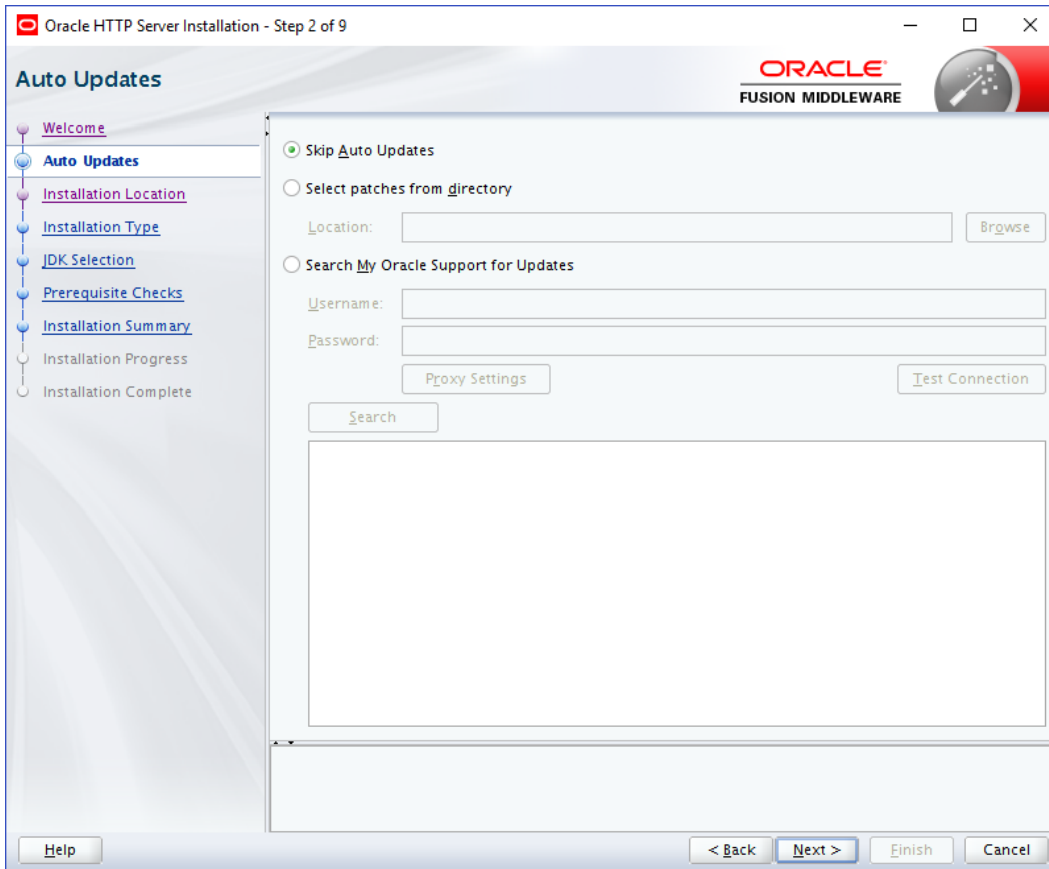 Oracle HTTP Server Installation - Step 2 of 9
Auto Updates
ORACLE
FUSION MIDDLEWARE
Welcome
Auto Updates
Installation Location
Installation Type
JDK Selection
Prerequisite Checks
Installation Summary
Installation Progress
Installation Complete
Skip Auto Updates
Select patches from directory
Location: Browse
Search My Oracle Support for Updates
Username:
Password:
Proxy Settings Test Connection
Search
Help < Back Next > Finish Cancel